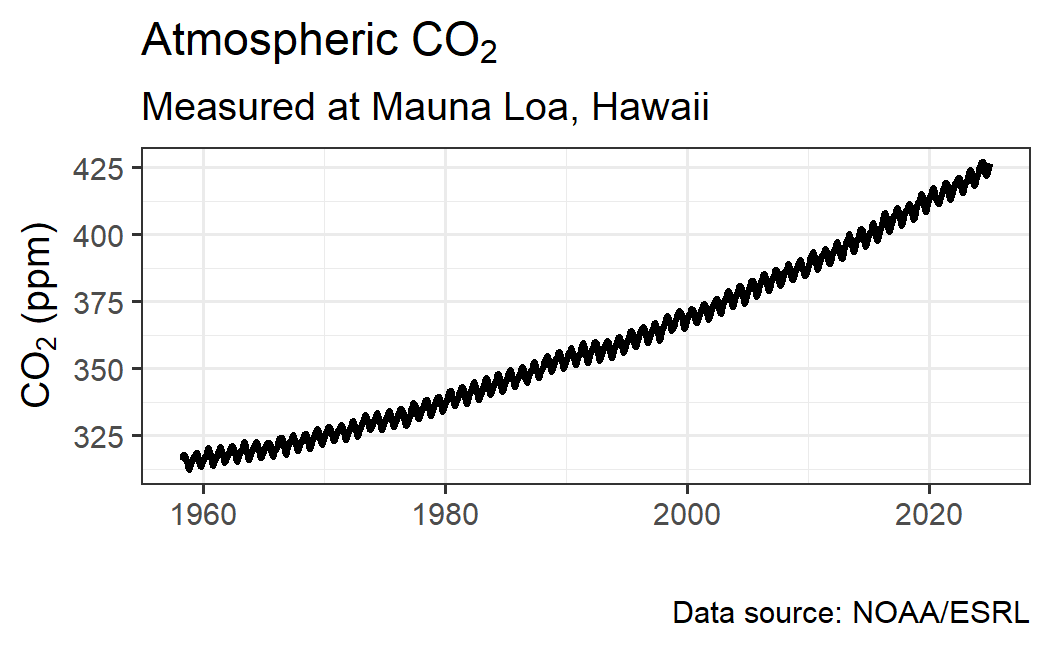 Atmospheric CO₂
Measured at Mauna Loa, Hawaii
CO₂ (ppm)
425
400
375
350
325
1960 1980 2000 2020
Data source: NOAA/ESRL